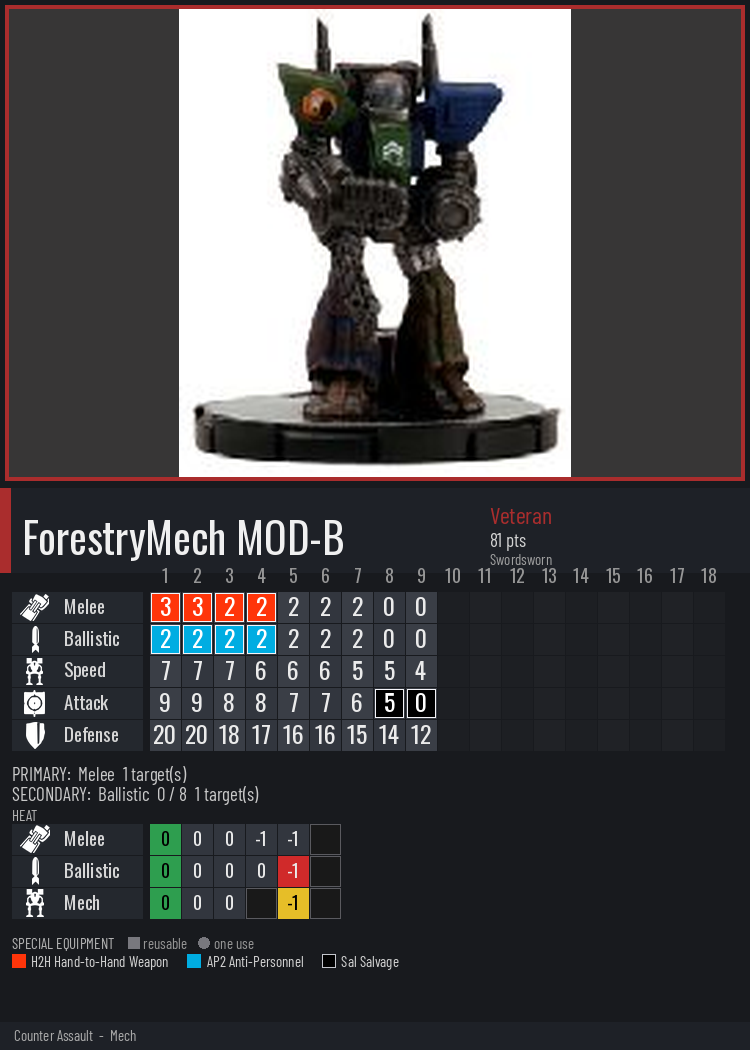 ForestryMech MOD-B
Veteran
81 pts
Swordsworn
1 2 3 4 5 6 7 8 9 10 11 12 13 14 15 16 17 18
Melee 3 3 2 2 2 2 2 0 0
Ballistic 2 2 2 2 2 2 2 0 0
Speed 7 7 7 6 6 6 5 5 4
Attack 9 9 8 8 7 7 6 5 0
Defense 20 20 18 17 16 16 15 14 12
PRIMARY: Melee 1 target(s)
SECONDARY: Ballistic 0 / 8 1 target(s)
HEAT
Melee 0 0 0 -1 -1
Ballistic 0 0 0 0 -1
Mech 0 0 0 -1
SPECIAL EQUIPMENT reusable one use
H2H Hand-to-Hand Weapon AP2 Anti-Personnel Sal Salvage
Counter Assault - Mech